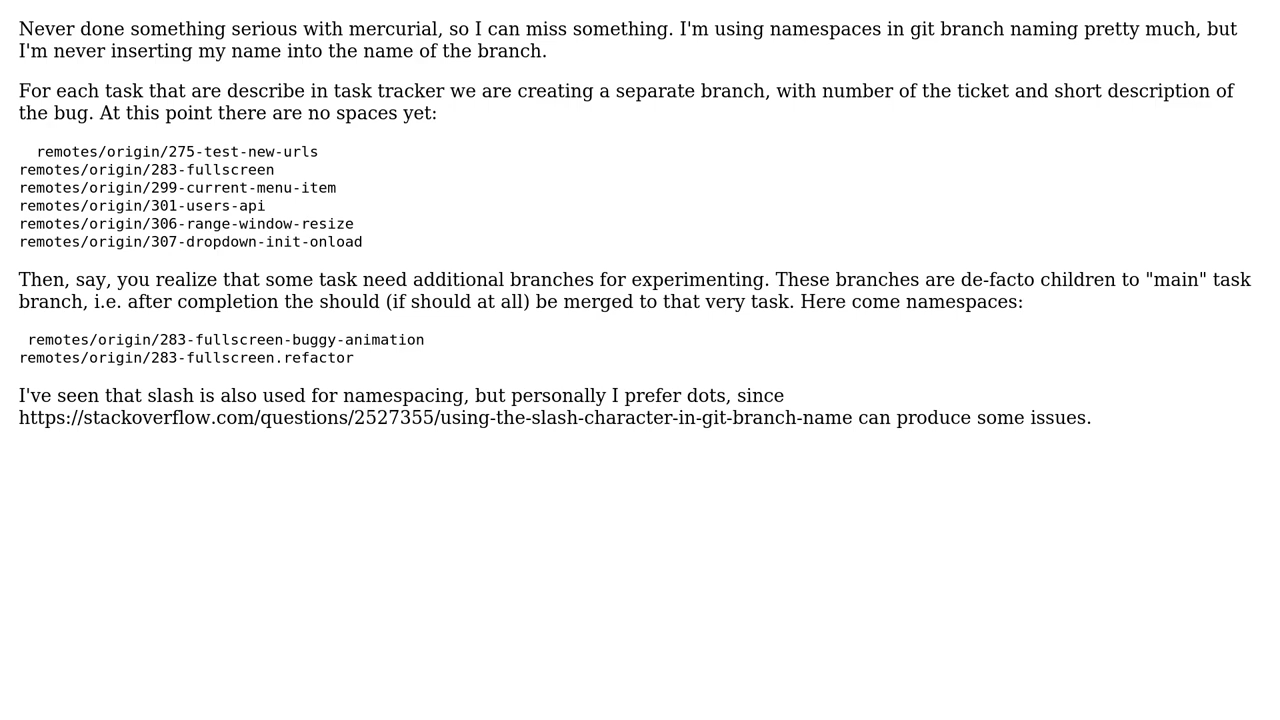 Never done something serious with mercurial, so I can miss something. I'm using namespaces in git branch naming pretty much, but
I'm never inserting my name into the name of the branch.
For each task that are describe in task tracker we are creating a separate branch, with number of the ticket and short description of
the bug. At this point there are no spaces yet:
remotes/origin/275-test-new-urls
remotes/origin/283-fullscreen
remotes/origin/299-current-menu-item
remotes/origin/301-users-api
remotes/origin/306-range-window-resize
remotes/origin/307-dropdown-init-onload
Then, say, you realize that some task need additional branches for experimenting. These branches are de-facto children to "main" task
branch, i.e. after completion the should (if should at all) be merged to that very task. Here come namespaces:
remotes/origin/283-fullscreen-buggy-animation
remotes/origin/283-fullscreen.refactor
I've seen that slash is also used for namespacing, but personally I prefer dots, since
https://stackoverflow.com/questions/2527355/using-the-slash-character-in-git-branch-name can produce some issues.